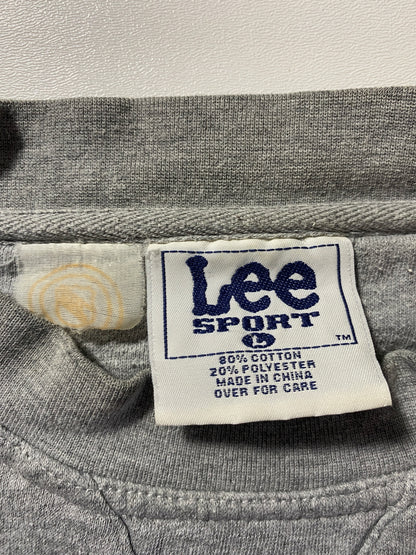 Lee
SPORT
L ™
80% COTTON
20% POLYESTER
MADE IN CHINA
OVER FOR CARE